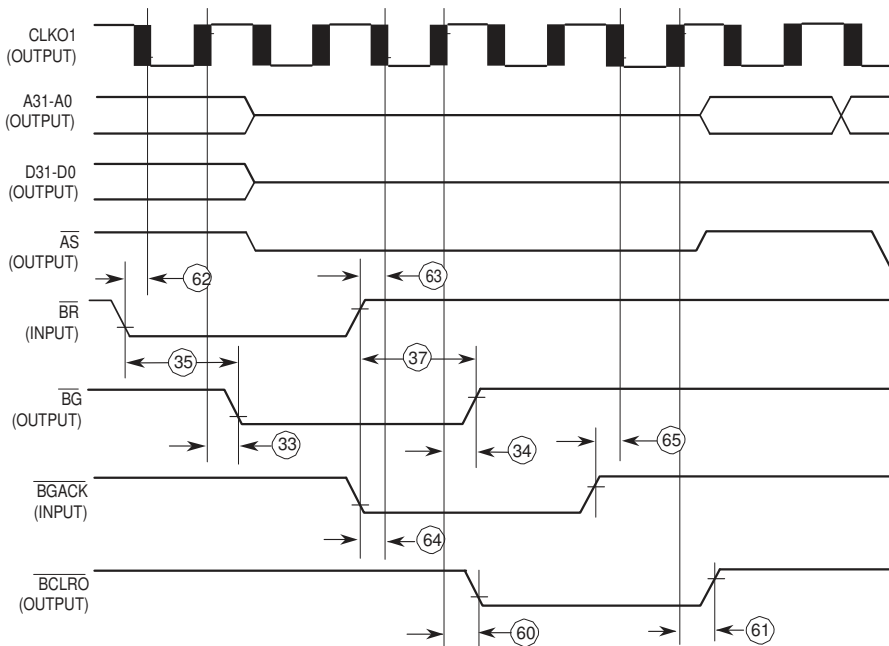 CLKO1
(OUTPUT)
A31-A0
(OUTPUT)
D31-D0
(OUTPUT)
AS
(OUTPUT)
62
63
BR
(INPUT)
35
37
BG
(OUTPUT)
33
34
65
BGACK
(INPUT)
64
BCLRO
(OUTPUT)
60
61